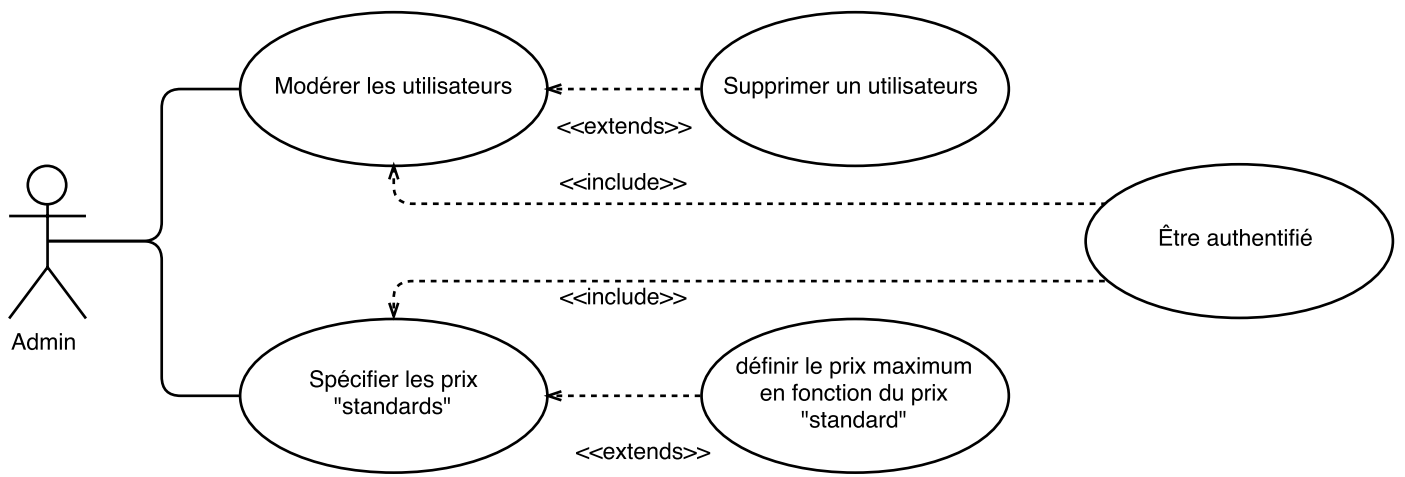 Modérer les utilisateurs
Supprimer un utilisateurs
<<extends>>
<<include>>
Être authentifié
<<include>>
Admin
Spécifier les prix
"standards"
définir le prix maximum
en fonction du prix
"standard"
<<extends>>